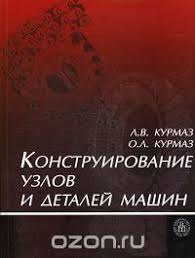 Л.В. КУРМАЗ
О.Л. КУРМАЗ
КОНСТРУИРОВАНИЕ
УЗЛОВ
И ДЕТАЛЕЙ МАШИН
OZON.RU